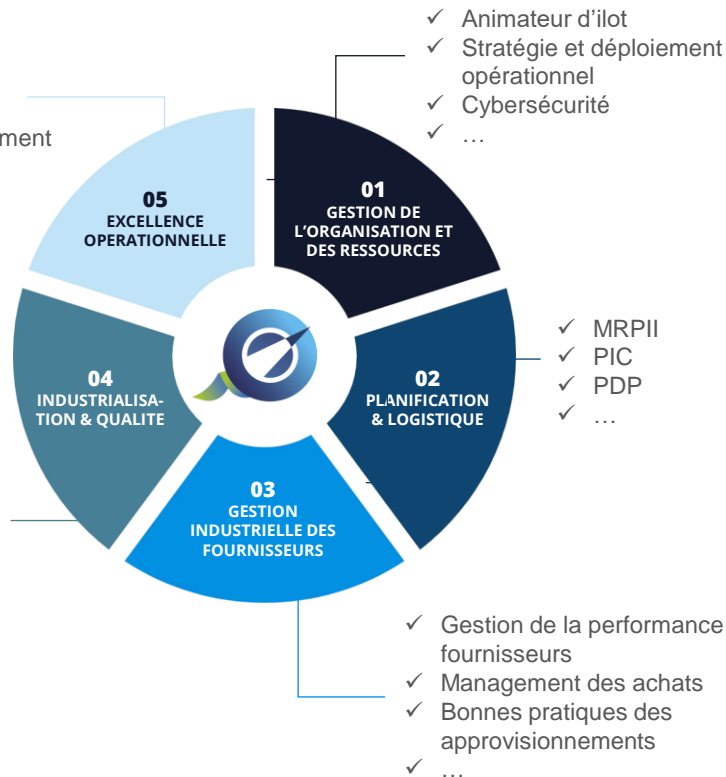 ✓ Animateur d’ilot
✓ Stratégie et déploiement
opérationnel
✓ Cybersécurité
✓ …
ment
05
EXCELLENCE
OPERATIONNELLE
01
GESTION DE
L’ORGANISATION ET
DES RESSOURCES
✓ MRPII
✓ PIC
✓ PDP
✓ …
04
INDUSTRIALISA-
TION & QUALITE
02
PLANIFICATION
& LOGISTIQUE
03
GESTION
INDUSTRIELLE DES
FOURNISSEURS
✓ Gestion de la performance
fournisseurs
✓ Management des achats
✓ Bonnes pratiques des
approvisionnements
✓ …